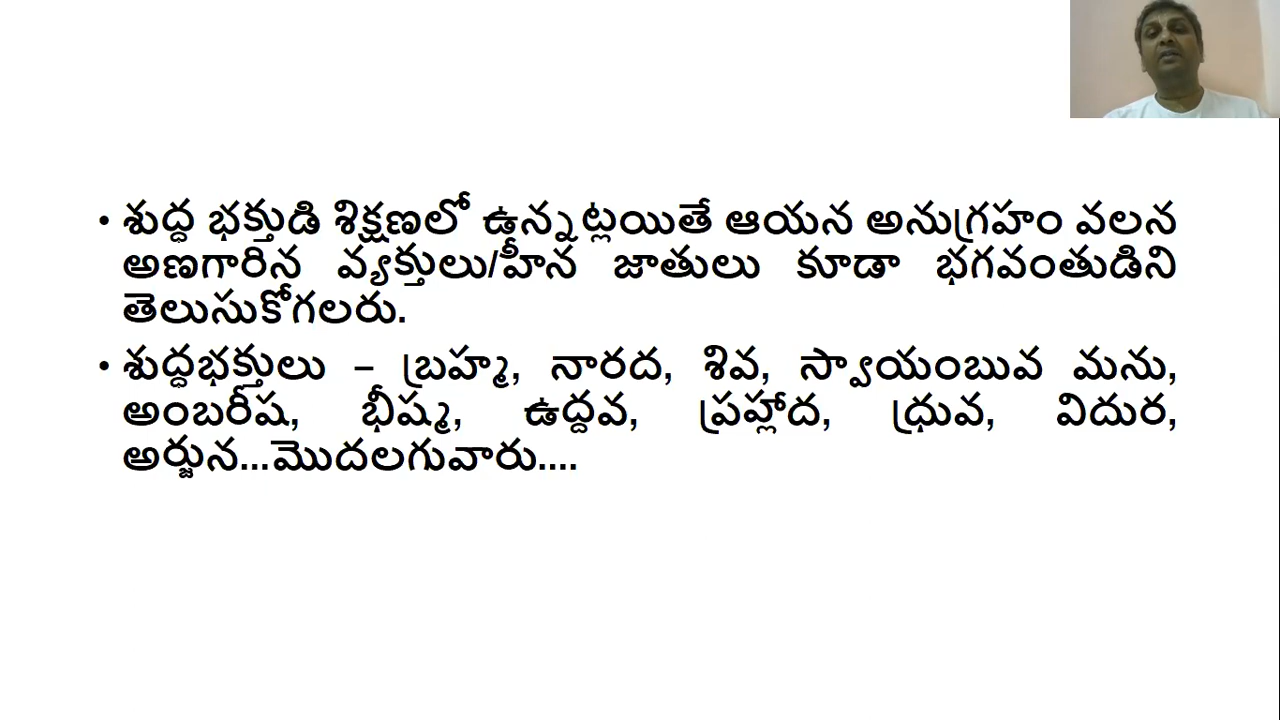 • శుద్ధ భక్తుడి శిక్షణలో ఉన్నట్లయితే ఆయన అనుగ్రహం వలన
అణగారిన వ్యక్తులు/హీన జాతులు కూడా భగవంతుడిని
తెలుసుకోగలరు.
• శుద్ధభక్తులు – బ్రహ్మ, నారద, శివ, స్వాయంబువ మను,
అంబరీష, భీష్మ, ఉద్దవ, ప్రహ్లాద, ధ్రువ, విదుర,
అర్జున...మొదలగువారు....